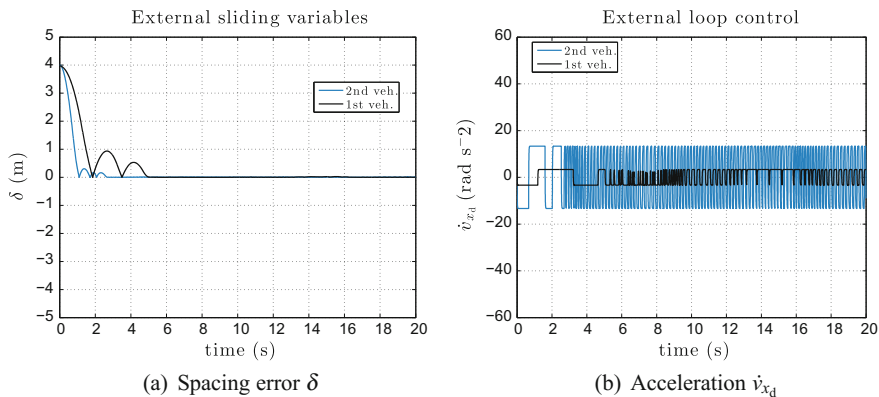 External sliding variables
5
4
3
2
1
0
−1
−2
−3
−4
−5
δ (m)
2nd veh.
1st veh.
0 2 4 6 8 10 12 14 16 18 20
time (s)
(a) Spacing error δ
External loop control
60
40
20
0
−20
−40
−60
v̇ₓd (rad s−2)
2nd veh.
1st veh.
0 2 4 6 8 10 12 14 16 18 20
time (s)
(b) Acceleration v̇ₓd